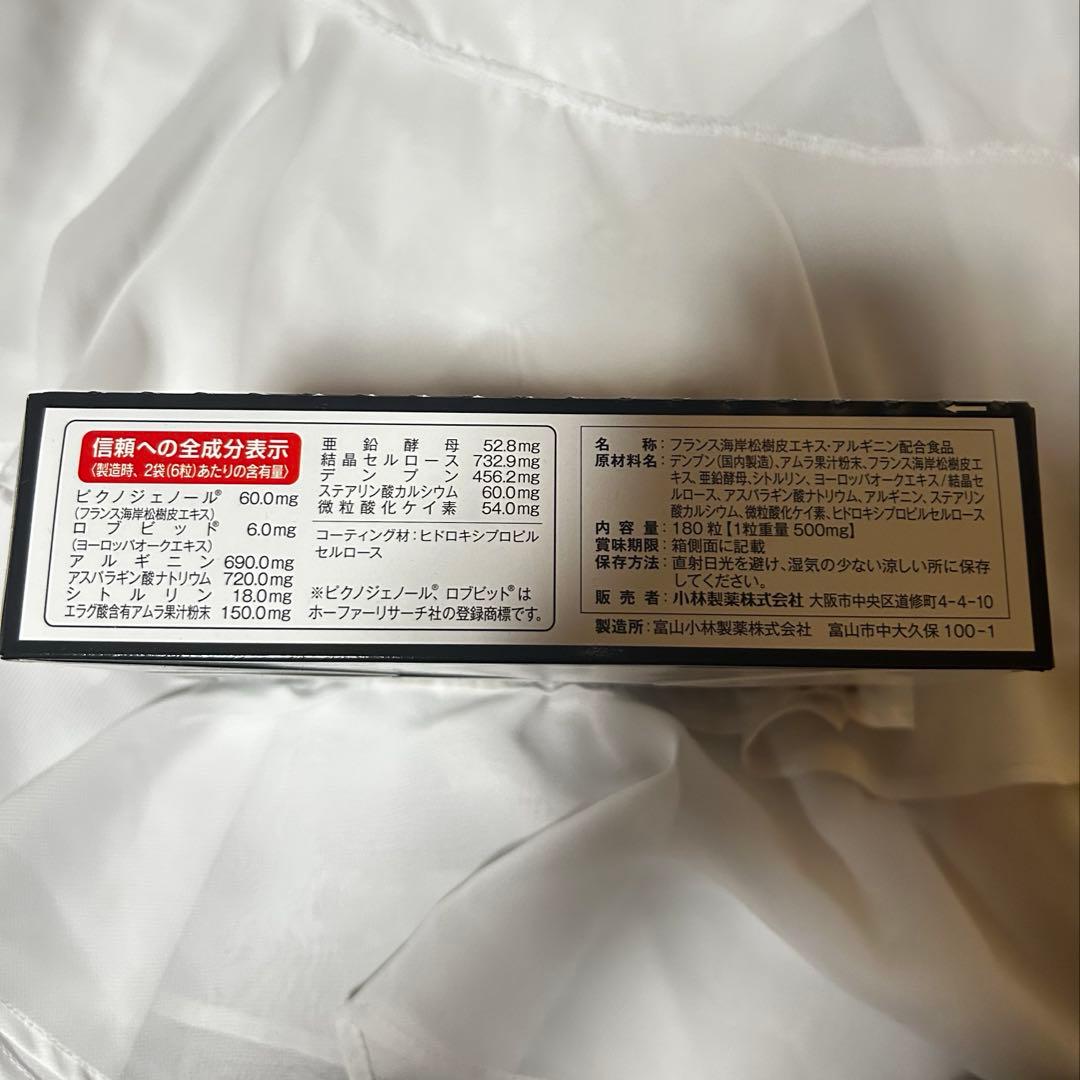 信頼への全成分表示
〈製造時、2袋(6粒)あたりの含有量〉
ピクノジェノール® 60.0mg
(フランス海岸松樹皮エキス)
ロブビット® 6.0mg
(ヨーロッパオークエキス)
アルギニン 690.0mg
アスパラギン酸ナトリウム 720.0mg
シトルリン 18.0mg
エラグ酸含有アムラ果汁粉末 150.0mg
亜鉛酵母 52.8mg
結晶セルロース 732.9mg
デンプン 456.2mg
ステアリン酸カルシウム 60.0mg
微粒酸化ケイ素 54.0mg
コーティング材:ヒドロキシプロピル
セルロース
※ピクノジェノール®、ロブビット®は
ホーファーリサーチ社の登録商標です。
名称:フランス海岸松樹皮エキス・アルギニン配合食品
原材料名:デンプン(国内製造)、アムラ果汁粉末、フランス海岸松樹皮エ
キス、亜鉛酵母、シトルリン、ヨーロッパオークエキス/結晶セ
ルロース、アスパラギン酸ナトリウム、アルギニン、ステアリン
酸カルシウム、微粒酸化ケイ素、ヒドロキシプロピルセルロース
内容量:180粒【1粒重量 500mg】
賞味期限:箱側面に記載
保存方法:直射日光を避け、湿気の少ない涼しい所に保存
してください。
販売者:小林製薬株式会社 大阪市中央区道修町4-4-10
製造所:富山小林製薬株式会社 富山市中大久保100-1